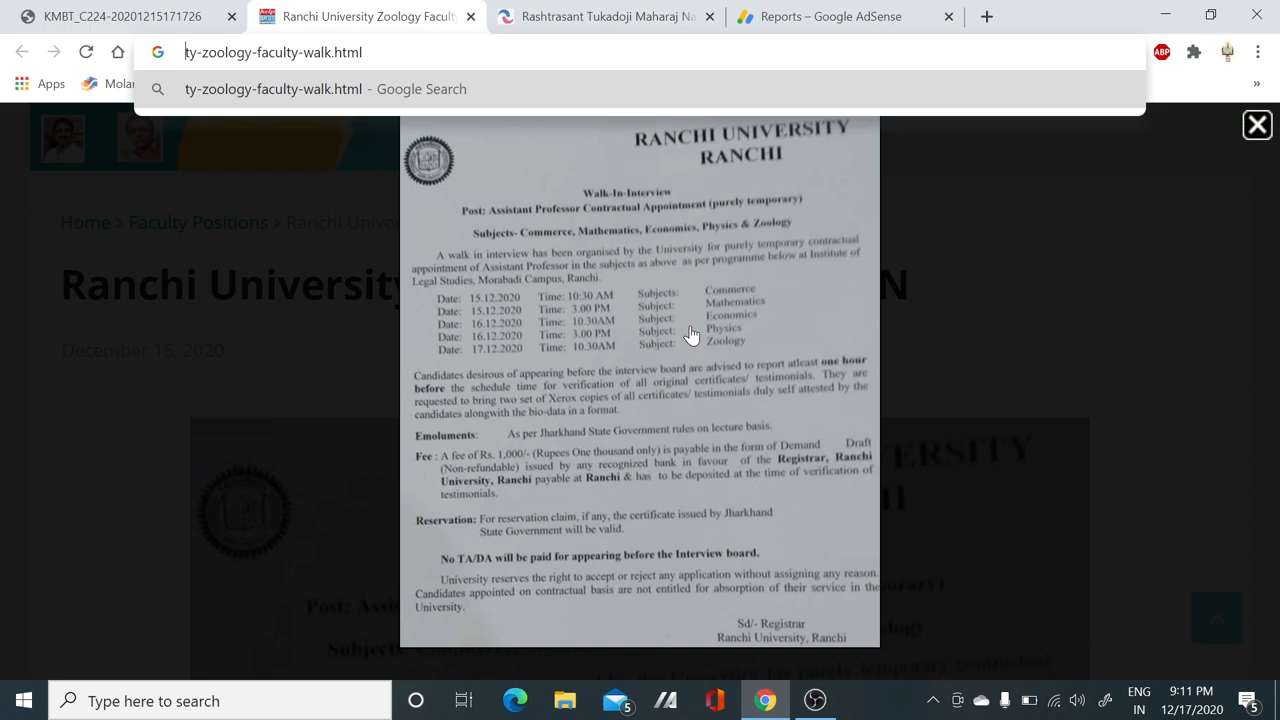 KMBT_C224-20201215171726
Ranchi University Zoology Facult
Rashtrasant Tukadoji Maharaj Na
Reports – Google AdSense
ty-zoology-faculty-walk.html
ty-zoology-faculty-walk.html - Google Search
ABP
Apps
Molar
»
RANCHI UNIVERSITY
RANCHI
Walk-In-Interview
Post: Assistant Professor Contractual Appointment (purely temporary)
Subjects- Commerce, Mathematics, Economics, Physics & Zoology
A walk in interview has been organised by the University for purely temporary contractual
appointment of Assistant Professor in the subjects as above as per programme below at Institute of
Legal Studies, Morabadi Campus, Ranchi.
Date: 15.12.2020 Time: 10:30 AM Subjects: Commerce
Date: 15.12.2020 Time: 3.00 PM Subject: Mathematics
Date: 16.12.2020 Time: 10.30AM Subject: Economics
Date: 16.12.2020 Time: 3.00 PM Subject: Physics
Date: 17.12.2020 Time: 10.30AM Subject: Zoology
Candidates desirous of appearing before the interview board are advised to report atleast one hour
before the schedule time for verification of all original certificates/ testimonials. They are
requested to bring two set of Xerox copies of all certificates/ testimonials duly self attested by the
candidates alongwith the bio-data in a format.
Emoluments: As per Jharkhand State Government rules on lecture basis.
Fee : A fee of Rs. 1,000/- (Rupees One thousand only) is payable in the form of Demand Draft
(Non-refundable) issued by any recognized bank in favour of the Registrar, Ranchi
University, Ranchi payable at Ranchi & has to be deposited at the time of verification of
testimonials.
Reservation: For reservation claim, if any, the certificate issued by Jharkhand
State Government will be valid.
No TA/DA will be paid for appearing before the Interview board.
University reserves the right to accept or reject any application without assigning any reason.
Candidates appointed on contractual basis are not entitled for absorption of their service in the
University.
Sd/- Registrar
Ranchi University, Ranchi
Home > Faculty Positions > Ranchi Unive
Ranchi University N
December 15, 2020
ERSITY
Post: Assis orary)
Subjects ology
Type here to search
5
ENG
IN
9:11 PM
12/17/2020
5